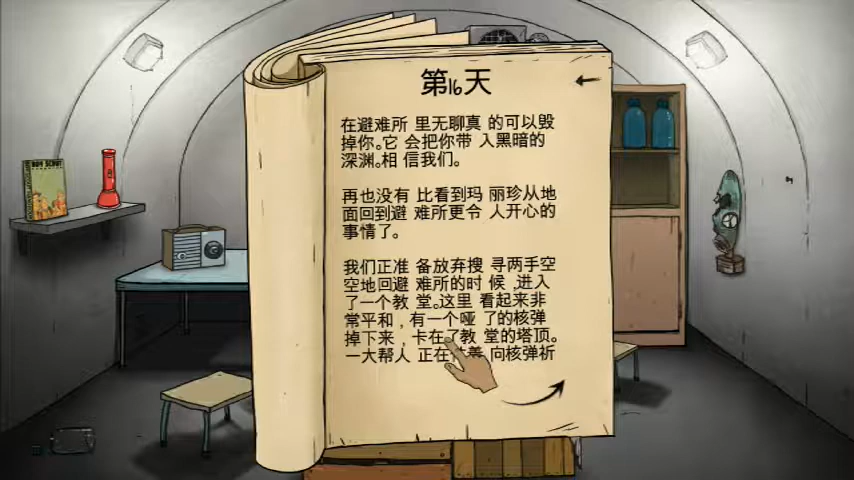 BOY SCOUT
第16天
在避难所 里无聊真 的可以毁
掉你。它 会把你带 入黑暗的
深渊。相 信我们。
再也没有 比看到玛 丽珍从地
面回到避 难所更令 人开心的
事情了。
我们正准 备放弃搜 寻两手空
空地回避 难所的时 候,进入
了一个教 堂。这里 看起来非
常平和,有一个哑 了的核弹
掉下来,卡在了教 堂的塔顶。
一大帮人 正在 向核弹祈